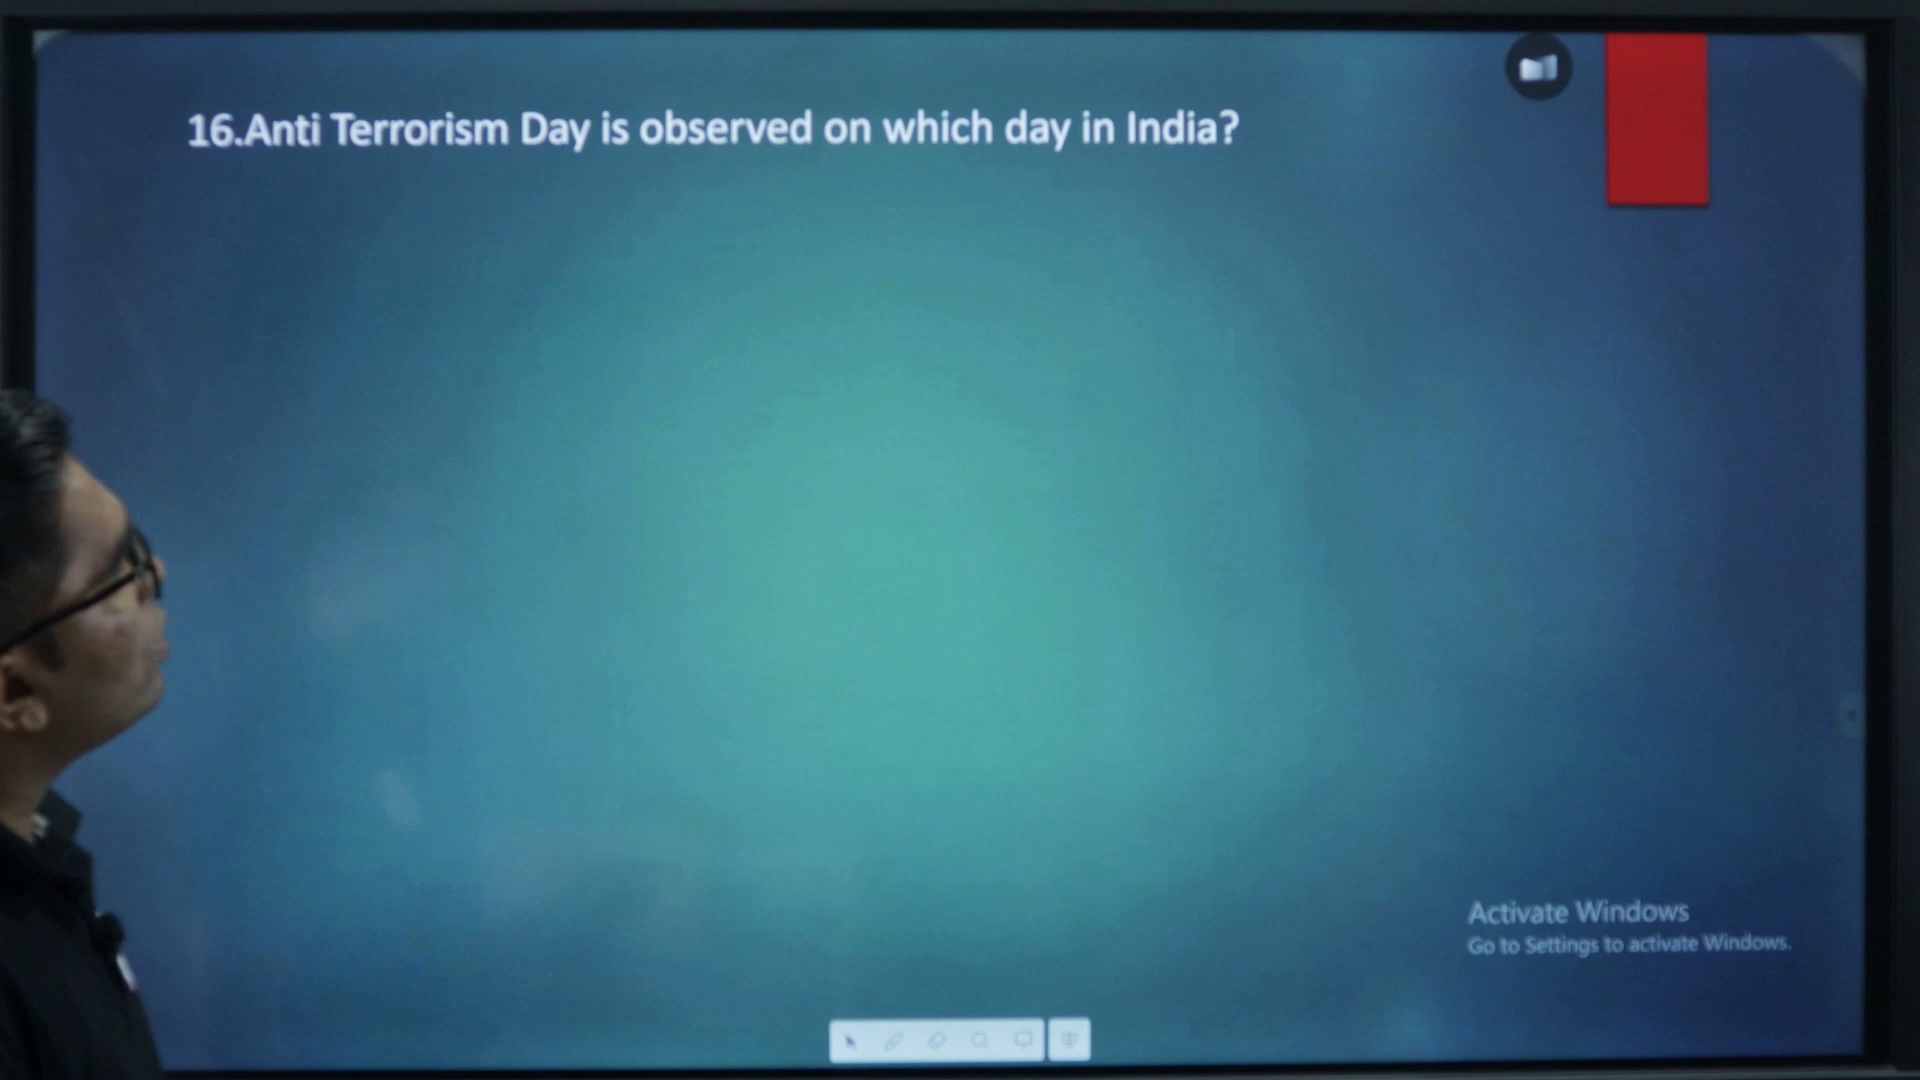 16.Anti Terrorism Day is observed on which day in India?
Activate Windows
Go to Settings to activate Windows.